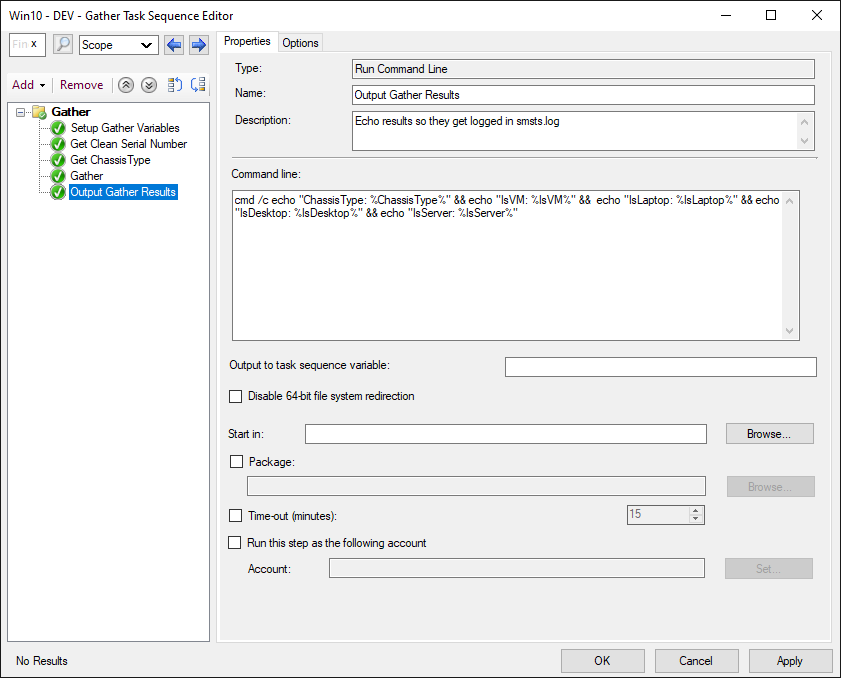 Win10 - DEV - Gather Task Sequence Editor
Fin x
Scope
Properties
Options
Add
Remove
Gather
Setup Gather Variables
Get Clean Serial Number
Get ChassisType
Gather
Output Gather Results
Type:
Run Command Line
Name:
Output Gather Results
Description:
Echo results so they get logged in smsts.log
Command line:
cmd /c echo "ChassisType: %ChassisType%" && echo "IsVM: %IsVM%" &&  echo "IsLaptop: %IsLaptop%" && echo
"IsDesktop: %IsDesktop%" && echo "IsServer: %IsServer%"
Output to task sequence variable:
Disable 64-bit file system redirection
Start in:
Browse...
Package:
Browse...
Time-out (minutes):
15
Run this step as the following account
Account:
Set...
No Results
OK
Cancel
Apply